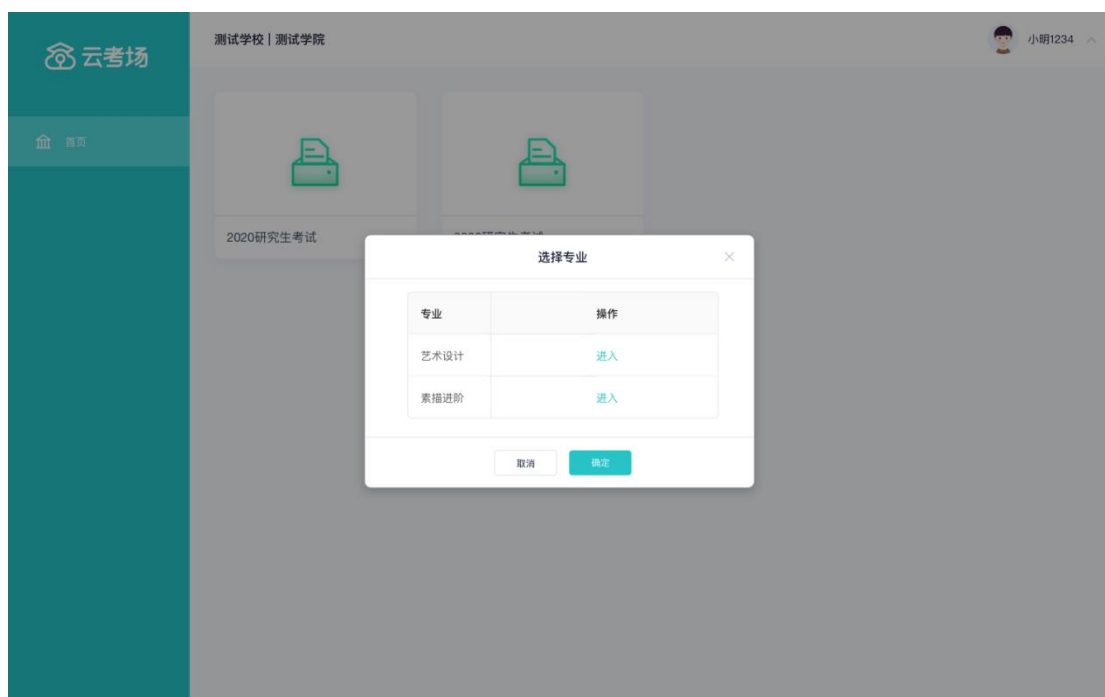 云考场
测试学校 | 测试学院
小明1234
首页
2020研究生考试
选择专业
专业 操作
艺术设计 进入
素描进阶 进入
取消 确定